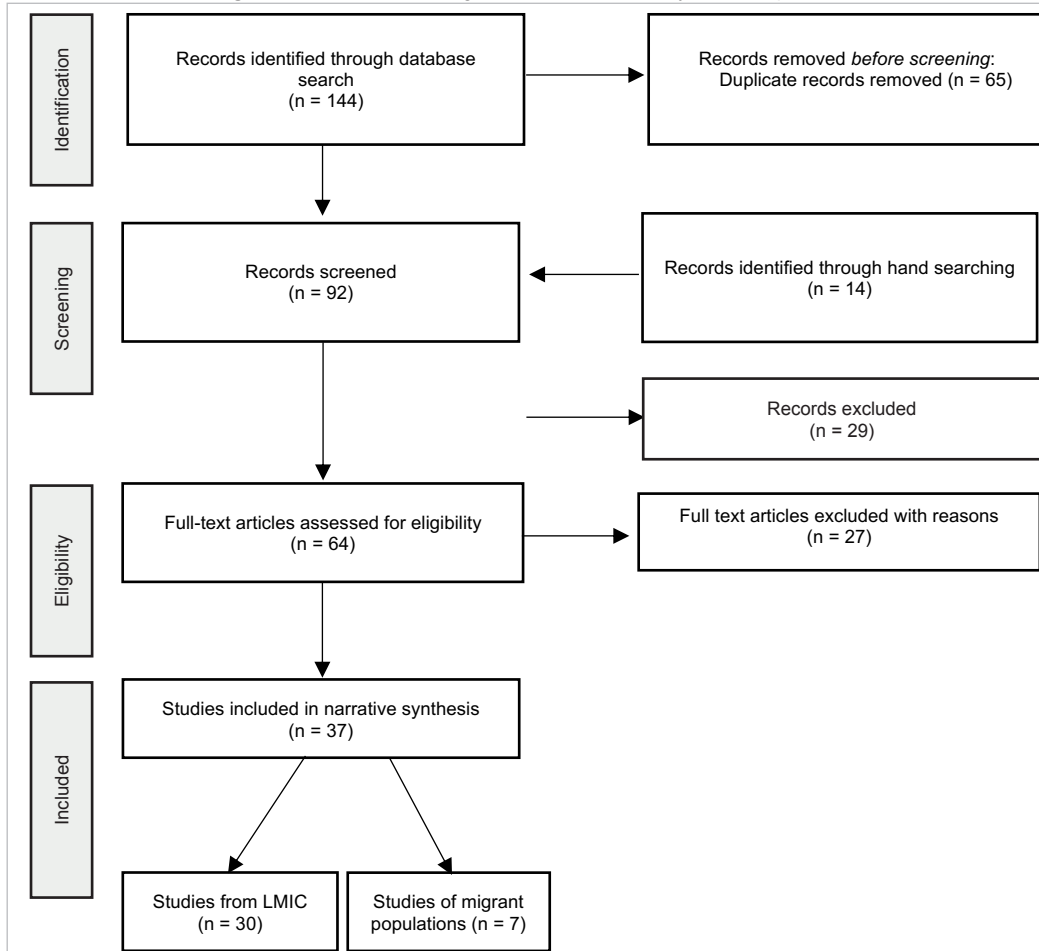 Identification
Records identified through database
search
(n = 144)
Records removed before screening:
Duplicate records removed (n = 65)
Screening
Records screened
(n = 92)
Records identified through hand searching
(n = 14)
Records excluded
(n = 29)
Eligibility
Full-text articles assessed for eligibility
(n = 64)
Full text articles excluded with reasons
(n = 27)
Included
Studies included in narrative synthesis
(n = 37)
Studies from LMIC
(n = 30)
Studies of migrant
populations (n = 7)